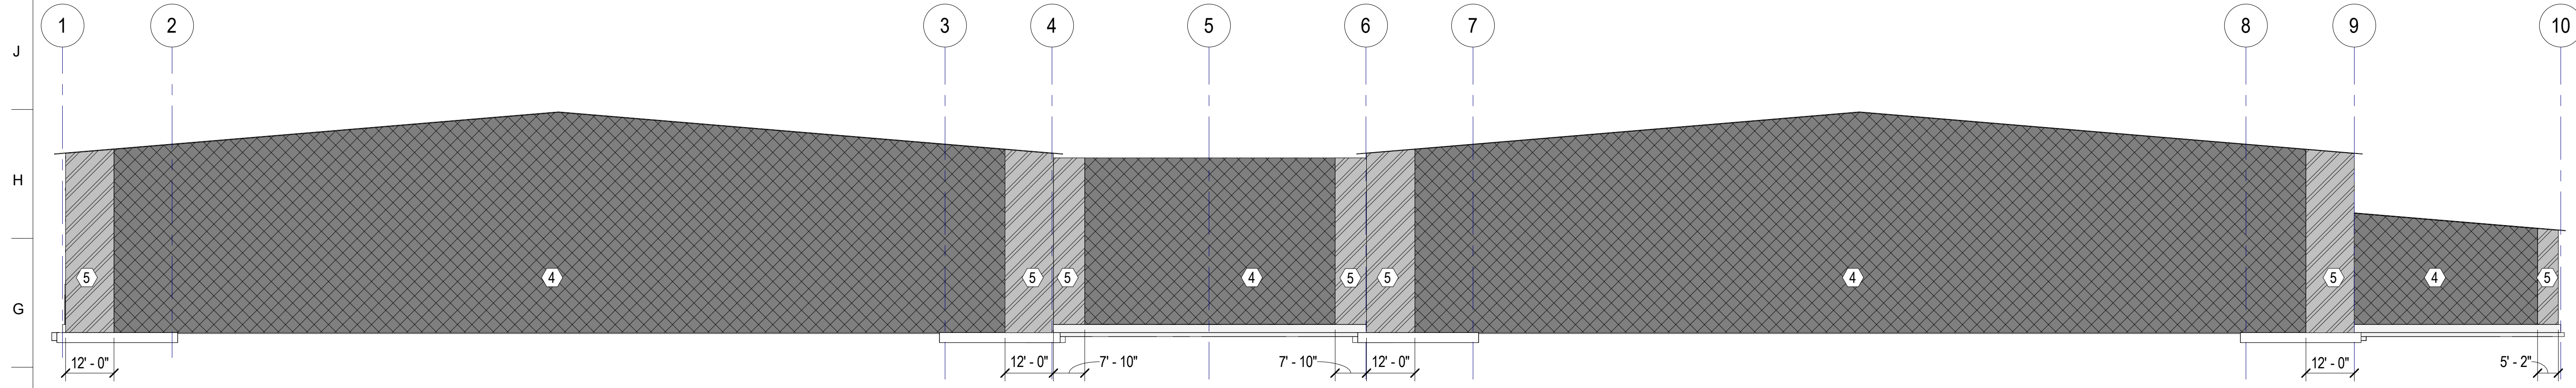 1 2 3 4 5 6 7 8 9 10
J
H
5 4 5 5 4 5 5 4 5 4 5
G
12' - 0" 12' - 0" 7' - 10" 7' - 10" 12' - 0" 12' - 0" 5' - 2"